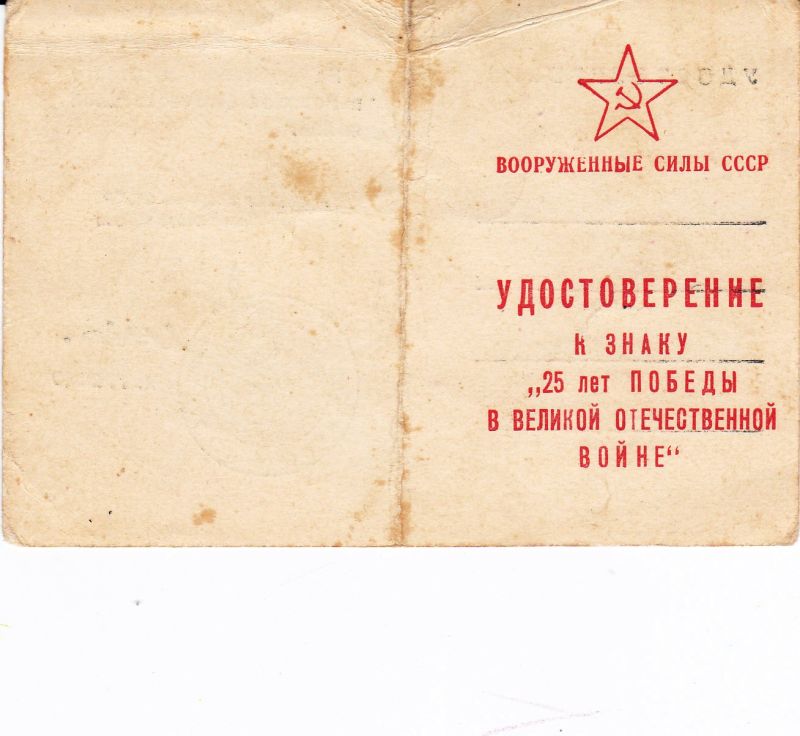 ВООРУЖЕННЫЕ СИЛЫ СССР
УДОСТОВЕРЕНИЕ
К ЗНАКУ
„25 лет ПОБЕДЫ
В ВЕЛИКОЙ ОТЕЧЕСТВЕННОЙ
ВОЙНЕ“